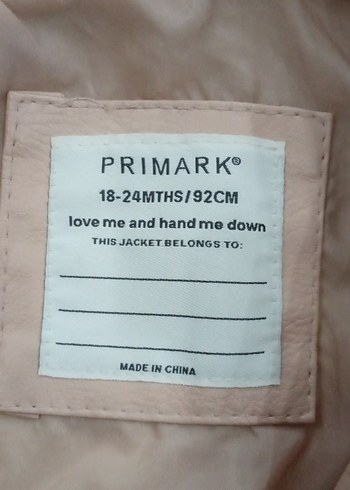 PRIMARK®
18-24MTHS/92CM
love me and hand me down
THIS JACKET BELONGS TO:
MADE IN CHINA